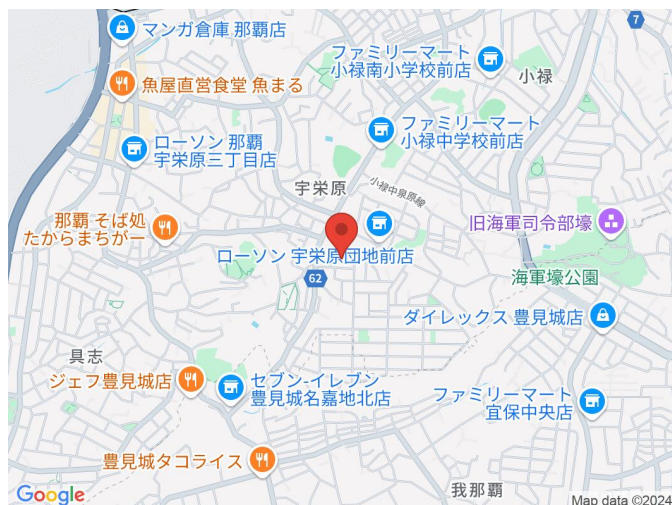 マンガ倉庫 那覇店
7
ファミリーマート
小禄南小学校前店
小禄
魚屋直営食堂 魚まる
ファミリーマート
小禄中学校前店
ローソン 那覇
宇栄原三丁目店
宇栄原
小禄中泉原線
那覇 そば処
たからまちがー
旧海軍司令部壕
ローソン 宇栄原団地前店
62
海軍壕公園
ダイレックス 豊見城店
具志
ジェフ豊見城店
セブン-イレブン
豊見城名嘉地北店
ファミリーマート
宜保中央店
豊見城タコライス
我那覇
Google
Map data ©2024